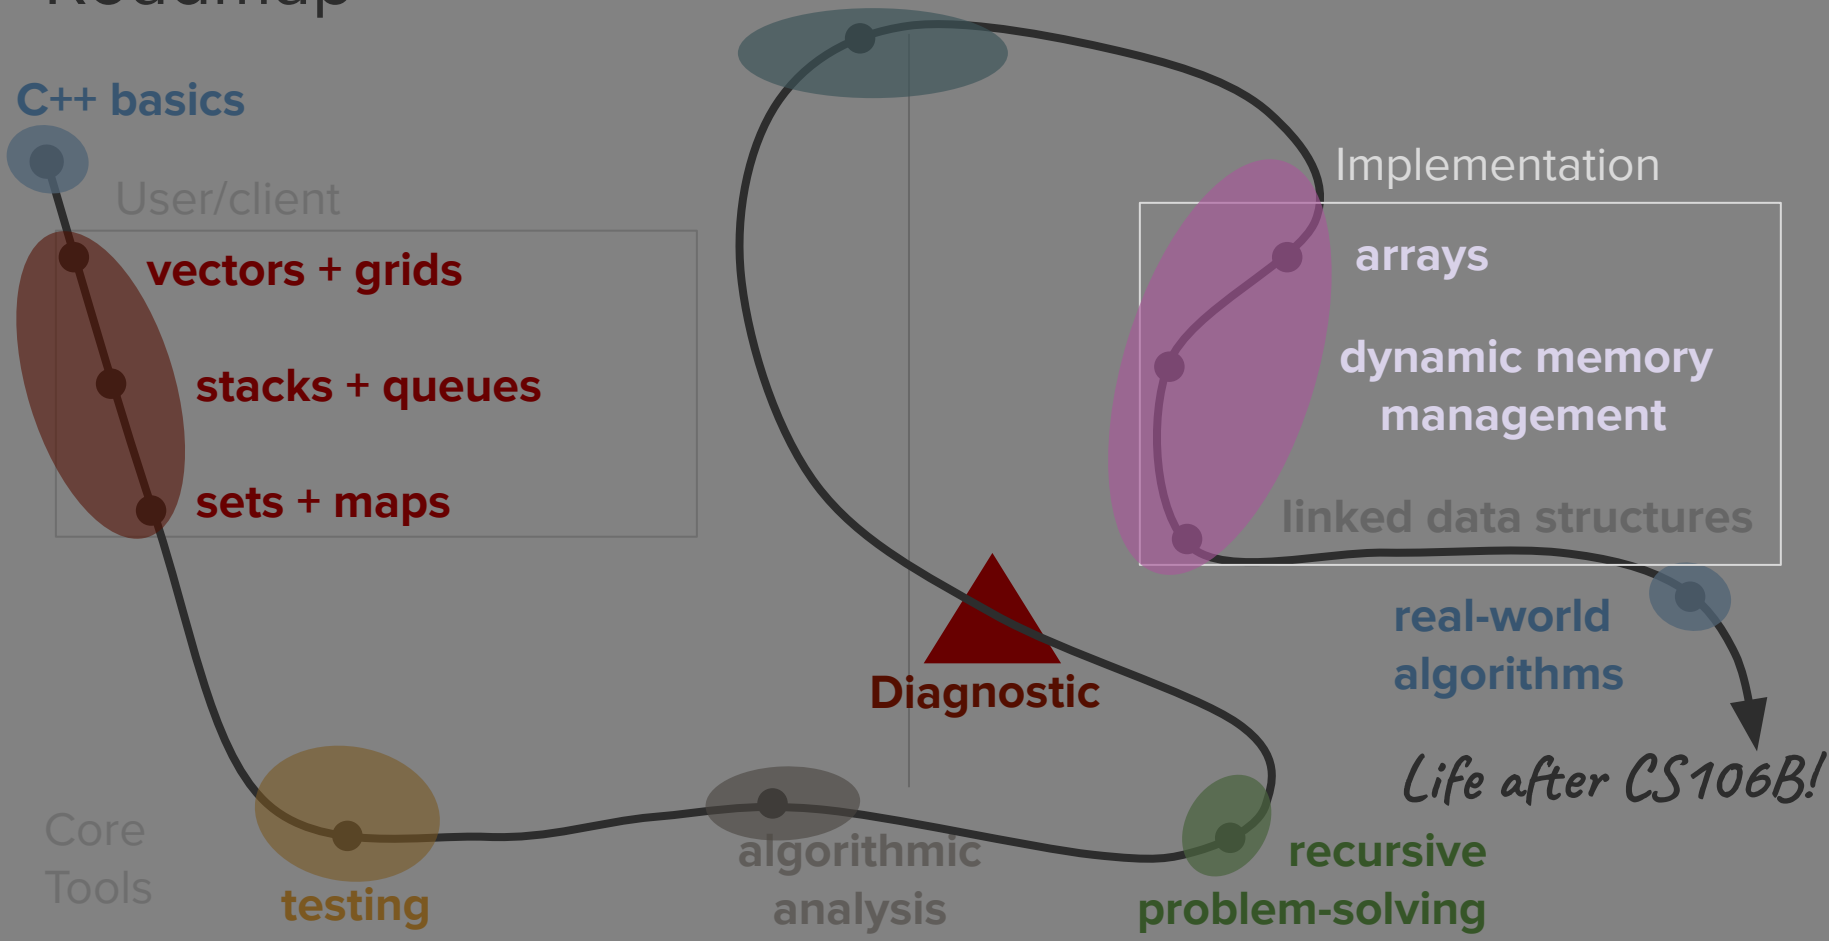 Roadmap
C++ basics
User/client
vectors + grids
stacks + queues
sets + maps
Core
Tools
testing
algorithmic
analysis
recursive
problem-solving
Diagnostic
Implementation
arrays
dynamic memory
management
linked data structures
real-world
algorithms
Life after CS106B!